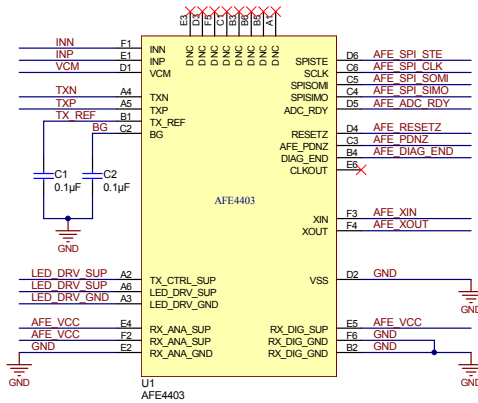 E3 D3 F5 C1 B3 B6 B5 A1
DNC DNC DNC DNC DNC DNC DNC DNC
INN F1 INN
INP E1 INP
VCM D1 VCM
TXN A4 TXN
TXP A5 TXP
TX_REF B1 TX_REF
BG C2 BG
SPISTE D6 AFE_SPI_STE
SCLK C6 AFE_SPI_CLK
SPISOMI C5 AFE_SPI_SOMI
SPISIMO C4 AFE_SPI_SIMO
ADC_RDY D5 AFE_ADC_RDY
RESETZ D4 AFE_RESETZ
AFE_PDNZ C3 AFE_PDNZ
DIAG_END B4 AFE_DIAG_END
CLKOUT E6
C1 C2
0.1µF 0.1µF
GND
AFE4403
XIN F3 AFE_XIN
XOUT F4 AFE_XOUT
LED_DRV_SUP A2 TX_CTRL_SUP
LED_DRV_SUP A6 LED_DRV_SUP
LED_DRV_GND A3 LED_DRV_GND
VSS D2 GND
GND
AFE_VCC E4 RX_ANA_SUP
AFE_VCC F2 RX_ANA_SUP
GND E2 RX_ANA_GND
GND
RX_DIG_SUP E5 AFE_VCC
RX_DIG_GND F6 GND
RX_DIG_GND B2 GND
GND
U1
AFE4403